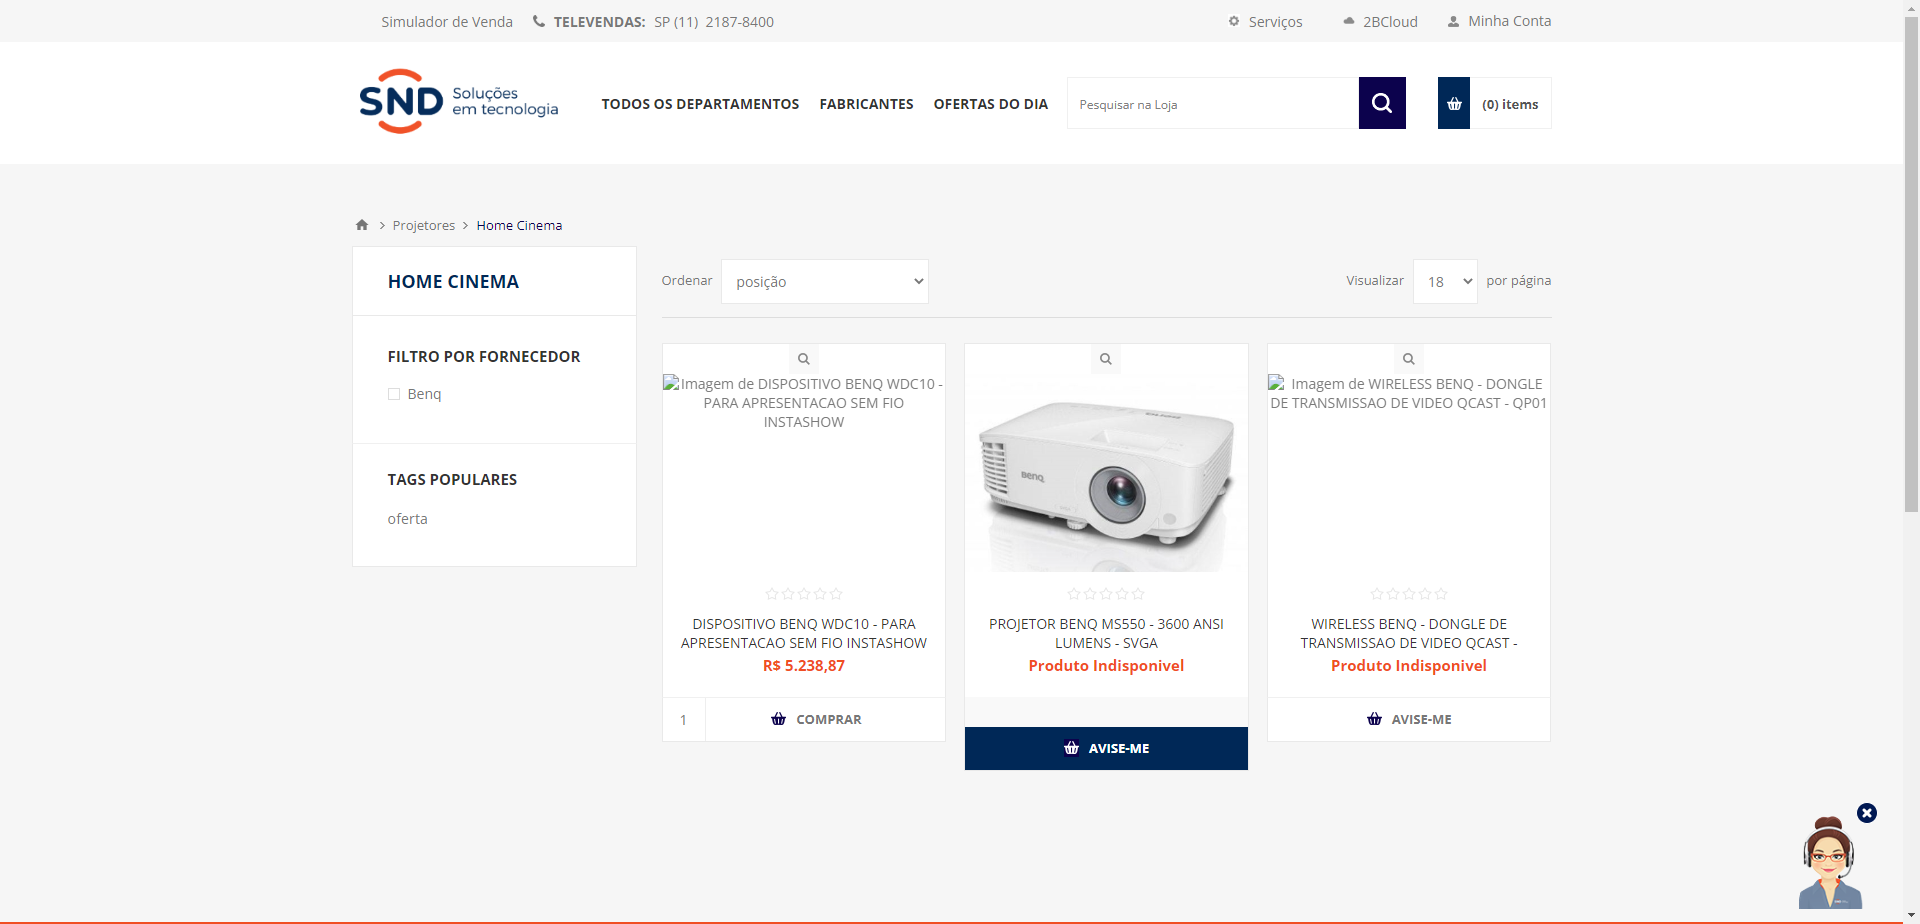 Simulador de Venda TELEVENDAS: SP (11) 2187-8400 Serviços 2BCloud Minha Conta
SND Soluções em tecnologia
TODOS OS DEPARTAMENTOS FABRICANTES OFERTAS DO DIA Pesquisar na Loja (0) items
Projetores Home Cinema
HOME CINEMA
FILTRO POR FORNECEDOR
Benq
TAGS POPULARES
oferta
Ordenar posição Visualizar 18 por página
Imagem de DISPOSITIVO BENQ WDC10 -
PARA APRESENTACAO SEM FIO
INSTASHOW
DISPOSITIVO BENQ WDC10 - PARA
APRESENTACAO SEM FIO INSTASHOW
R$ 5.238,87
1 COMPRAR
BenQ
PROJETOR BENQ MS550 - 3600 ANSI
LUMENS - SVGA
Produto Indisponivel
AVISE-ME
Imagem de WIRELESS BENQ - DONGLE
DE TRANSMISSAO DE VIDEO QCAST - QP01
WIRELESS BENQ - DONGLE DE
TRANSMISSAO DE VIDEO QCAST -
Produto Indisponivel
AVISE-ME